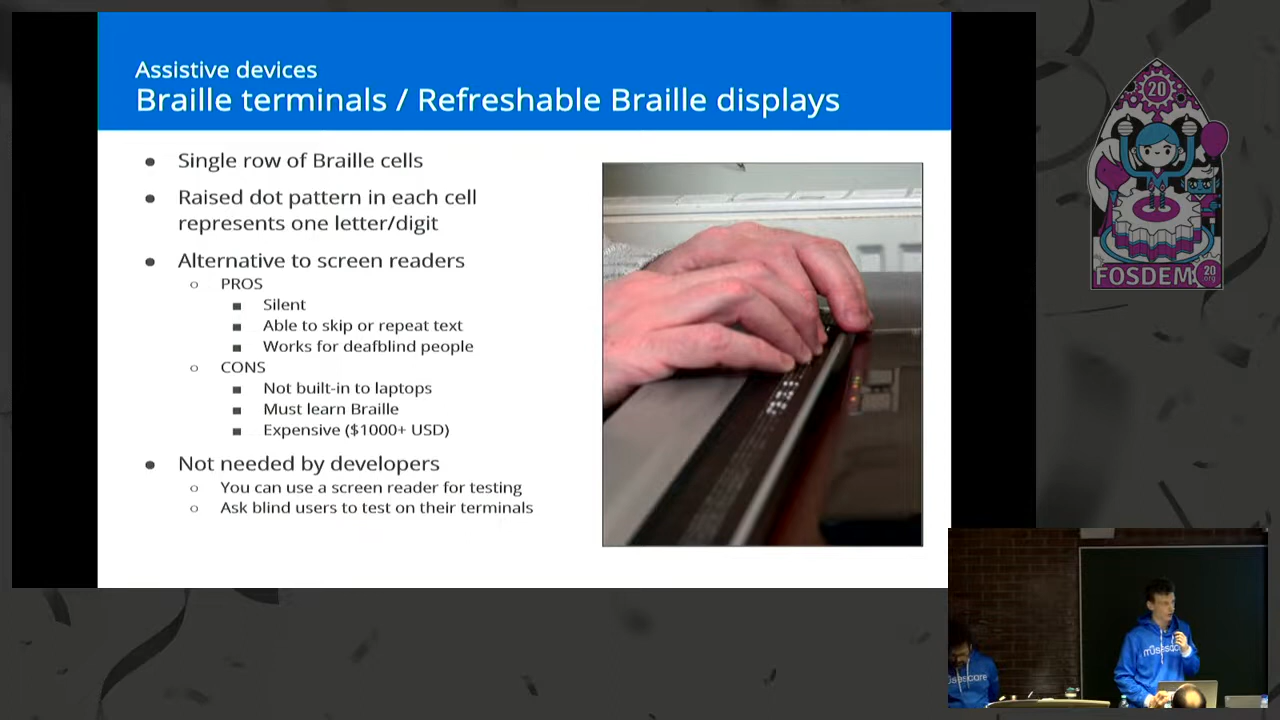 Assistive devices
Braille terminals / Refreshable Braille displays
Single row of Braille cells
Raised dot pattern in each cell
represents one letter/digit
Alternative to screen readers
PROS
Silent
Able to skip or repeat text
Works for deafblind people
CONS
Not built-in to laptops
Must learn Braille
Expensive ($1000+ USD)
Not needed by developers
You can use a screen reader for testing
Ask blind users to test on their terminals
20
FOSDEM
20
.org